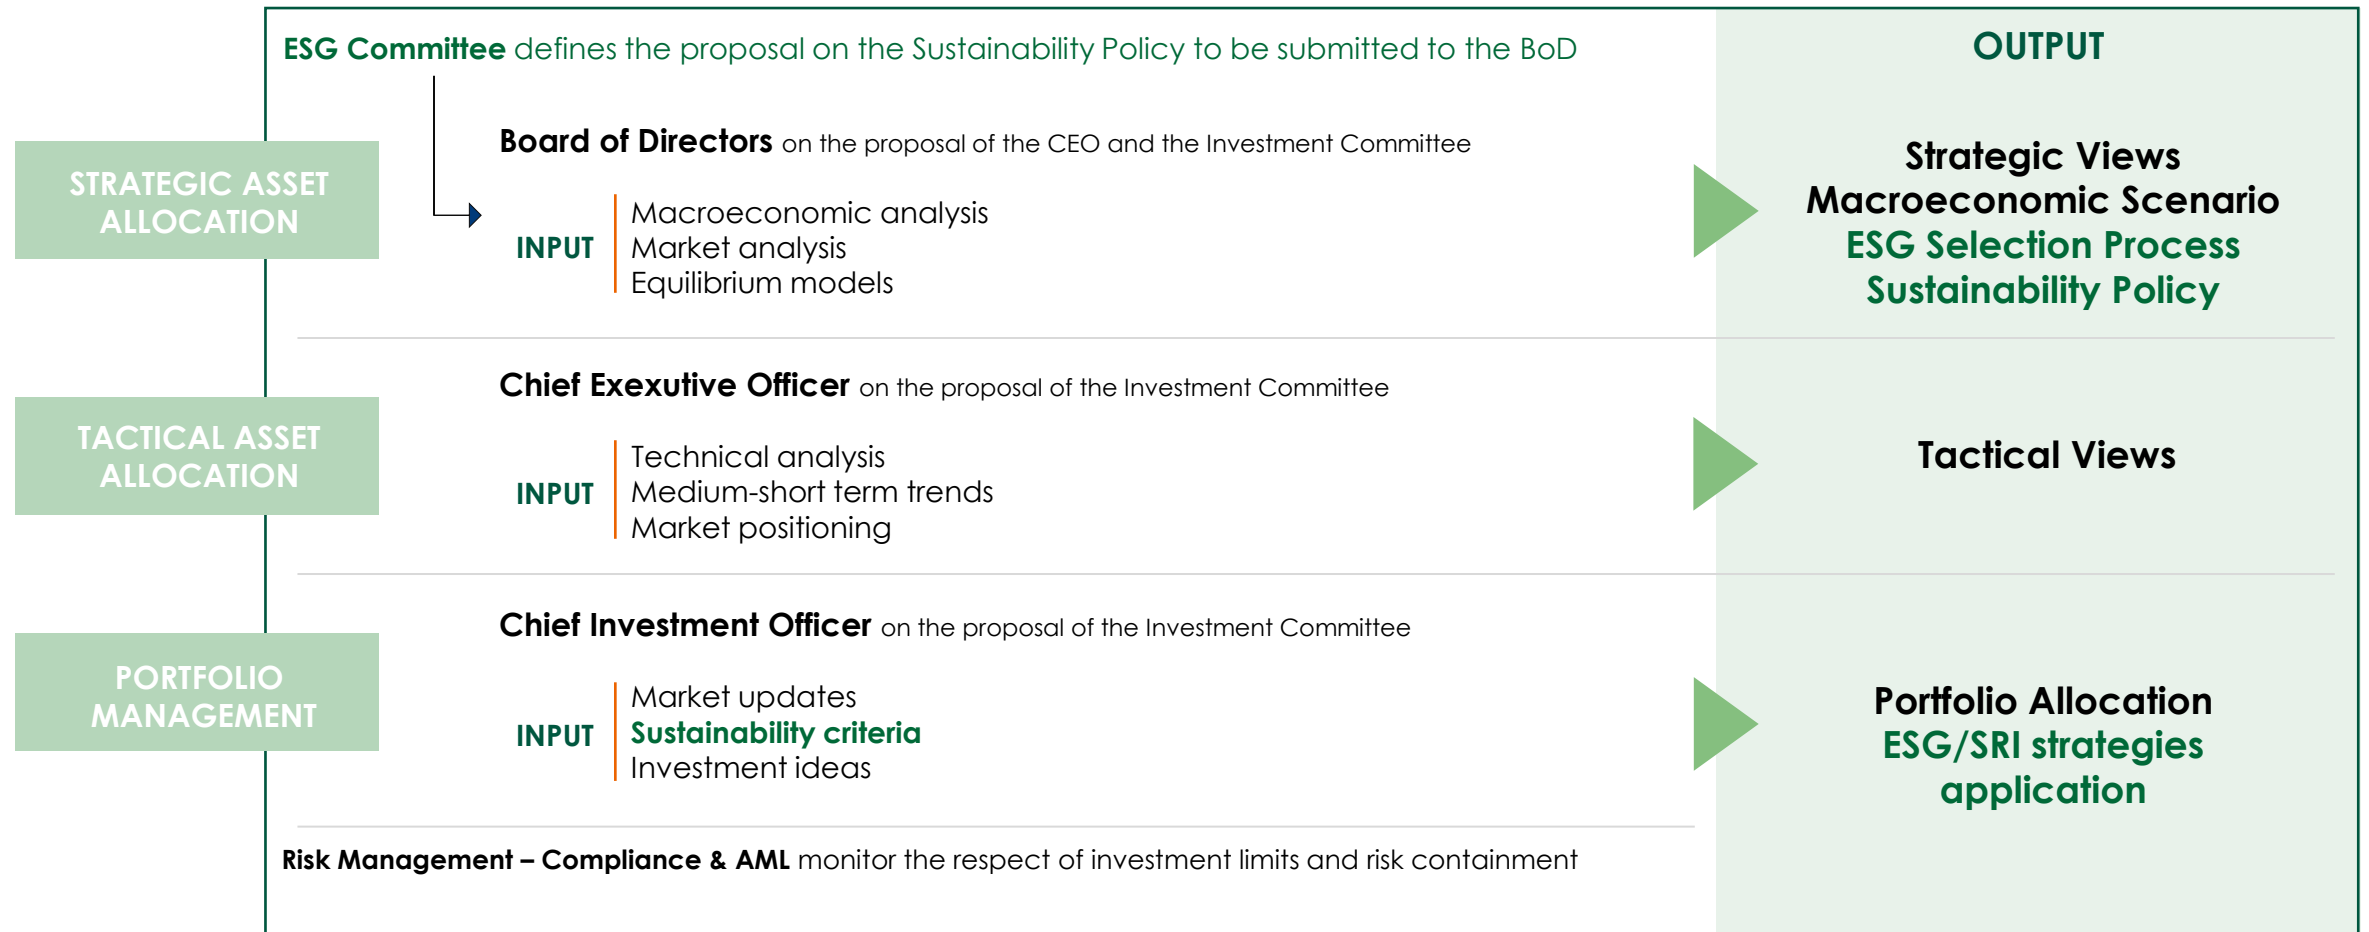 ESG Committee defines the proposal on the Sustainability Policy to be submitted to the BoD
OUTPUT
STRATEGIC ASSET
ALLOCATION
Board of Directors on the proposal of the CEO and the Investment Committee
INPUT
Macroeconomic analysis
Market analysis
Equilibrium models
Strategic Views
Macroeconomic Scenario
ESG Selection Process
Sustainability Policy
TACTICAL ASSET
ALLOCATION
Chief Exexutive Officer on the proposal of the Investment Committee
INPUT
Technical analysis
Medium-short term trends
Market positioning
Tactical Views
PORTFOLIO
MANAGEMENT
Chief Investment Officer on the proposal of the Investment Committee
INPUT
Market updates
Sustainability criteria
Investment ideas
Portfolio Allocation
ESG/SRI strategies
application
Risk Management – Compliance & AML monitor the respect of investment limits and risk containment